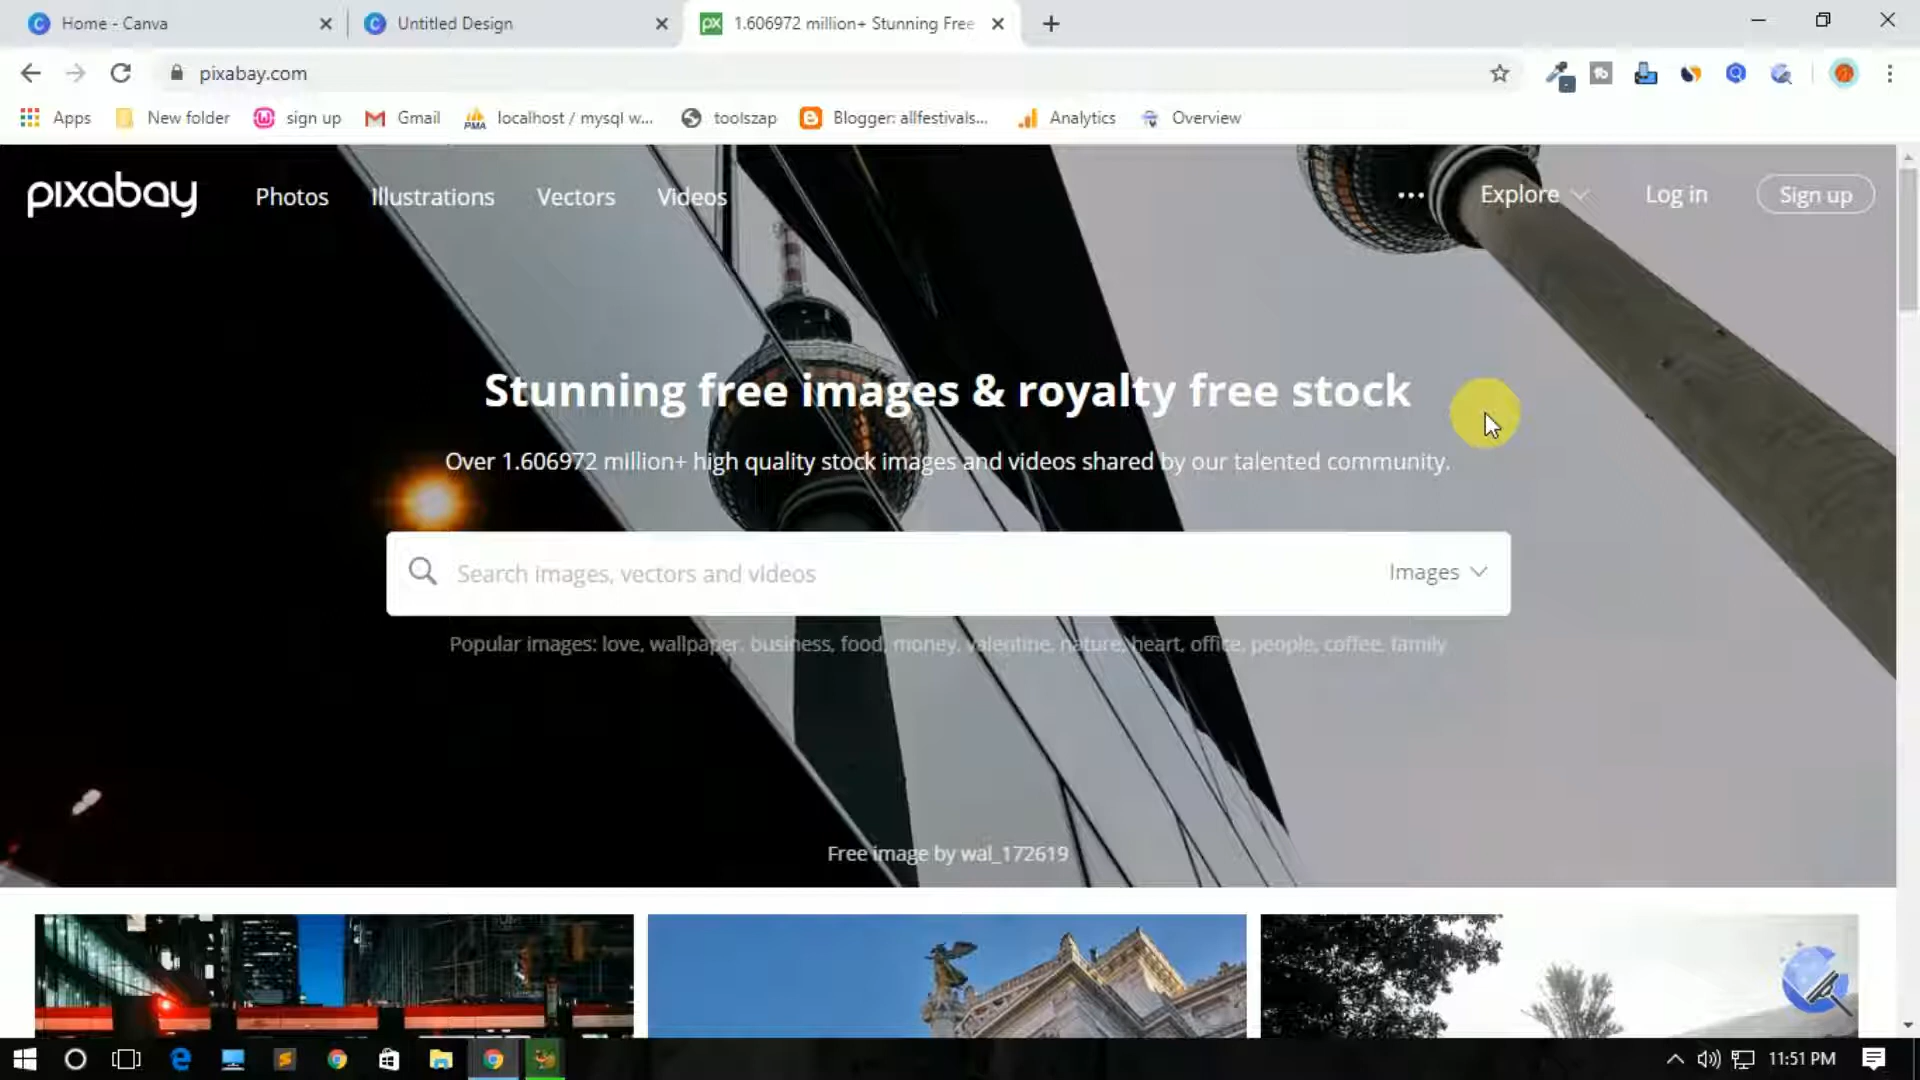 Home - Canva
Untitled Design
px
1.606972 million+ Stunning Free
pixabay.com
Apps
New folder
sign up
Gmail
PMA
localhost / mysql w...
toolszap
Blogger: allfestivals...
Analytics
Overview
pixabay
Photos
Illustrations
Vectors
Videos
Explore
Log in
Sign up
Stunning free images & royalty free stock
Over 1.606972 million+ high quality stock images and videos shared by our talented community.
Search images, vectors and videos
Images
Popular images: love, wallpaper, business, food, money, valentine, nature, heart, office, people, coffee, family
Free image by wal_172619
11:51 PM